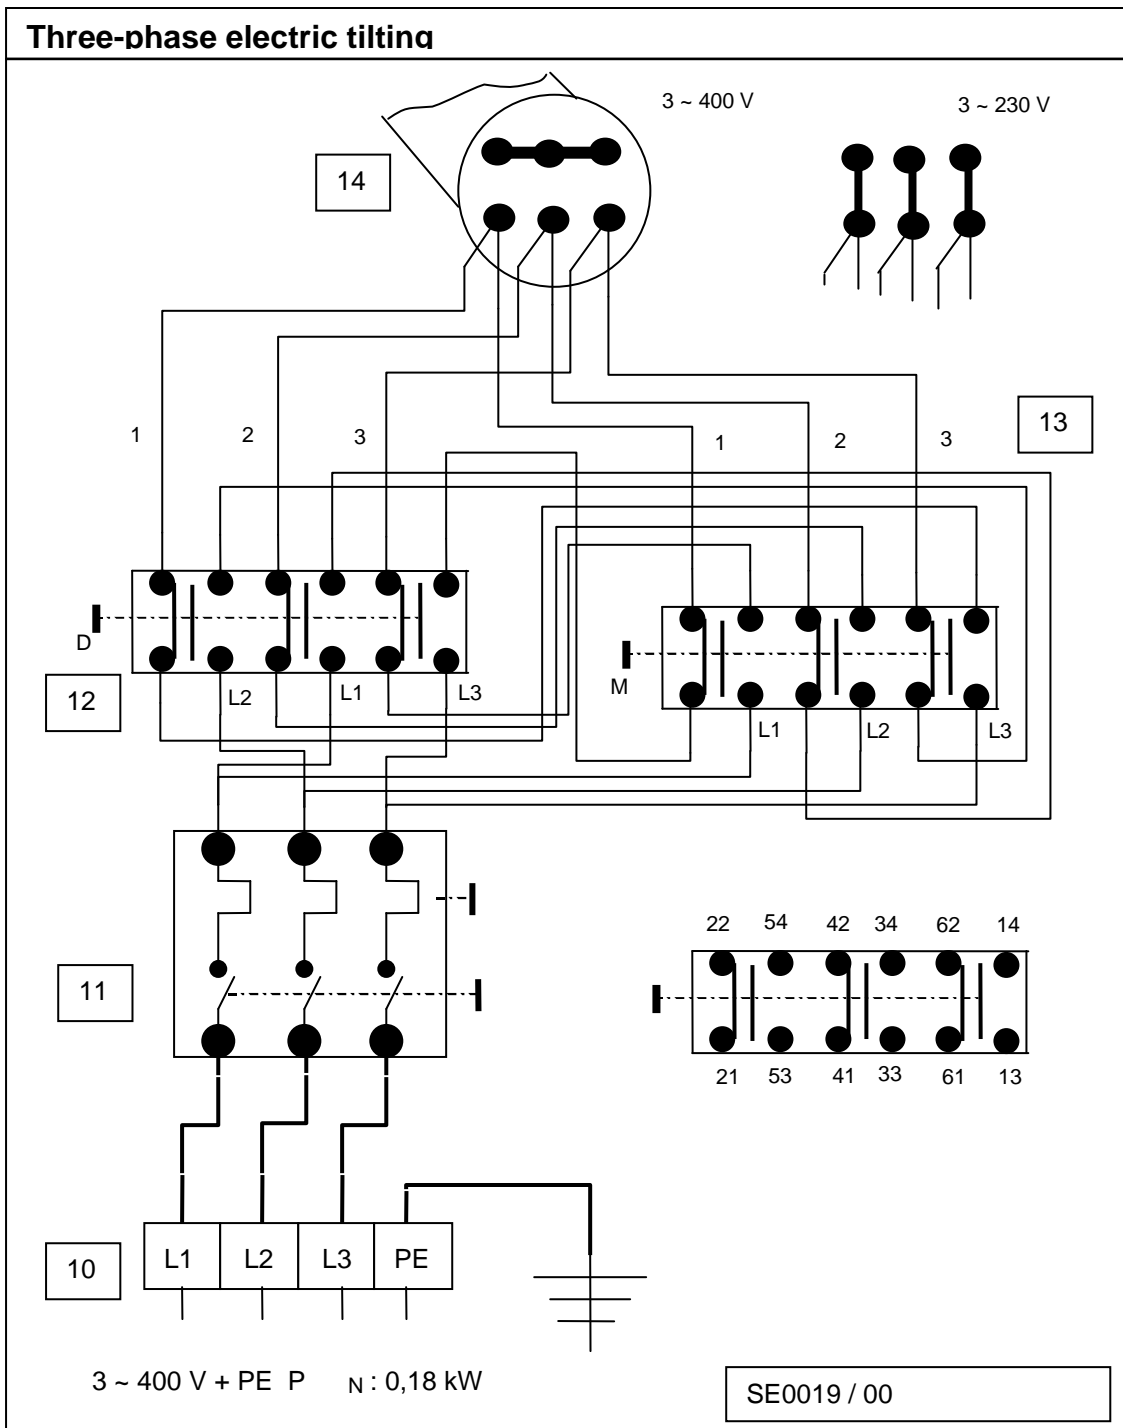 Three-phase electric tilting
3 ~ 400 V
3 ~ 230 V
14
13
1
2
3
1
2
3
D
M
12
L2
L1
L3
L1
L2
L3
11
22 54 42 34 62 14
21 53 41 33 61 13
10
L1 L2 L3 PE
3 ~ 400 V + PE P N : 0,18 kW
SE0019 / 00